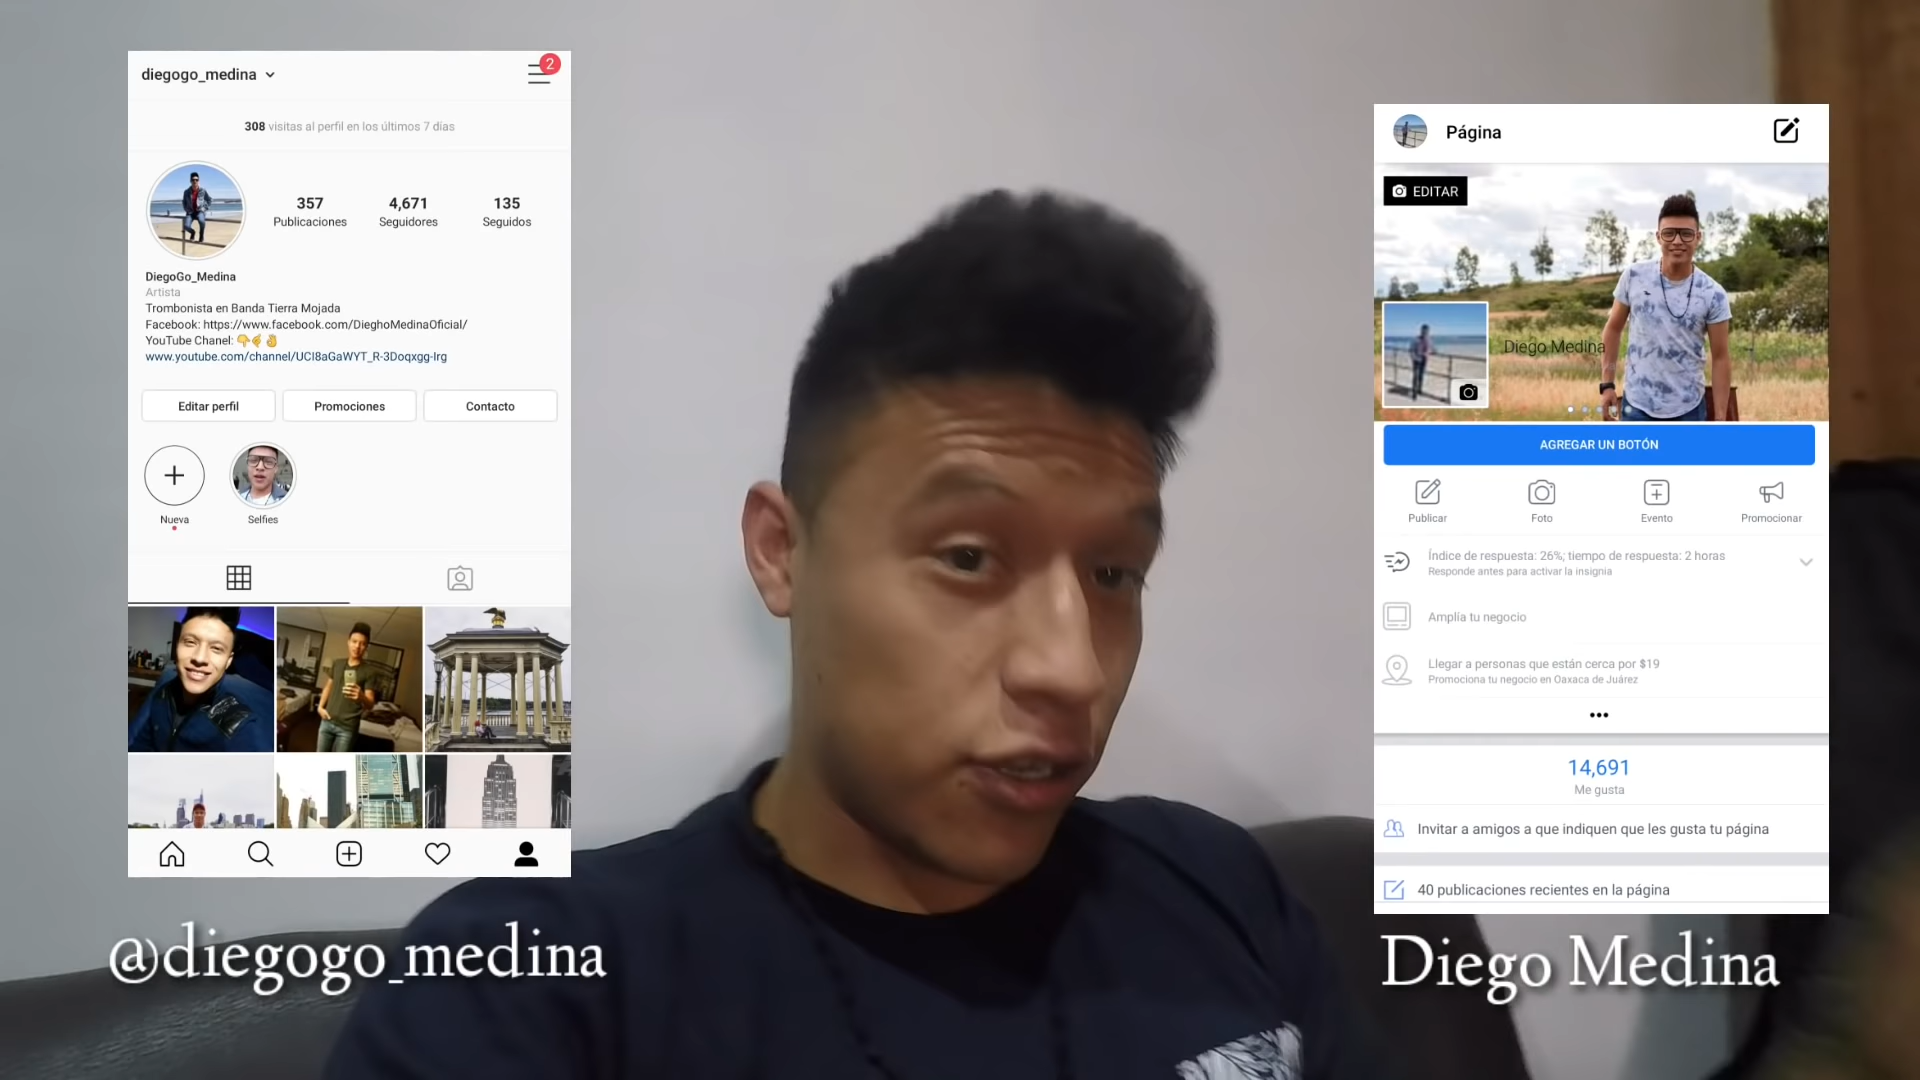 diegogo_medina
2
308 visitas al perfil en los últimos 7 días
357
4,671
135
Publicaciones
Seguidores
Seguidos
DiegoGo_Medina
Artista
Trombonista en Banda Tierra Mojada
Facebook: https://www.facebook.com/DieghoMedinaOficial/
YouTube Chanel: 👇🤞👌
www.youtube.com/channel/UCI8aGaWYT_R-3Doqxgg-Irg
Editar perfil
Promociones
Contacto
Nueva
Selfies
@diegogo_medina
Página
EDITAR
Diego Medina
AGREGAR UN BOTÓN
Publicar
Foto
Evento
Promocionar
Índice de respuesta: 26%; tiempo de respuesta: 2 horas
Responde antes para activar la insignia
Amplía tu negocio
Llegar a personas que están cerca por $19
Promociona tu negocio en Oaxaca de Juárez
14,691
Me gusta
Invitar a amigos a que indiquen que les gusta tu página
40 publicaciones recientes en la página
Diego Medina